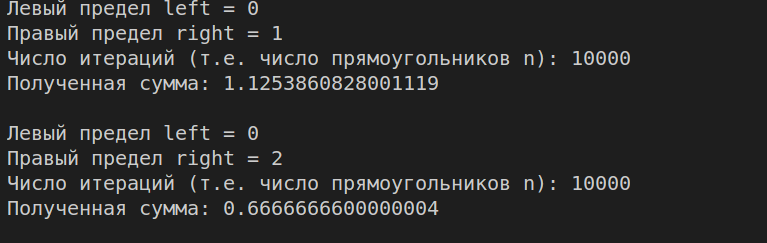 Левый предел left = 0
Правый предел right = 1
Число итераций (т.е. число прямоугольников n): 10000
Полученная сумма: 1.1253860828001119
Левый предел left = 0
Правый предел right = 2
Число итераций (т.е. число прямоугольников n): 10000
Полученная сумма: 0.6666666600000004